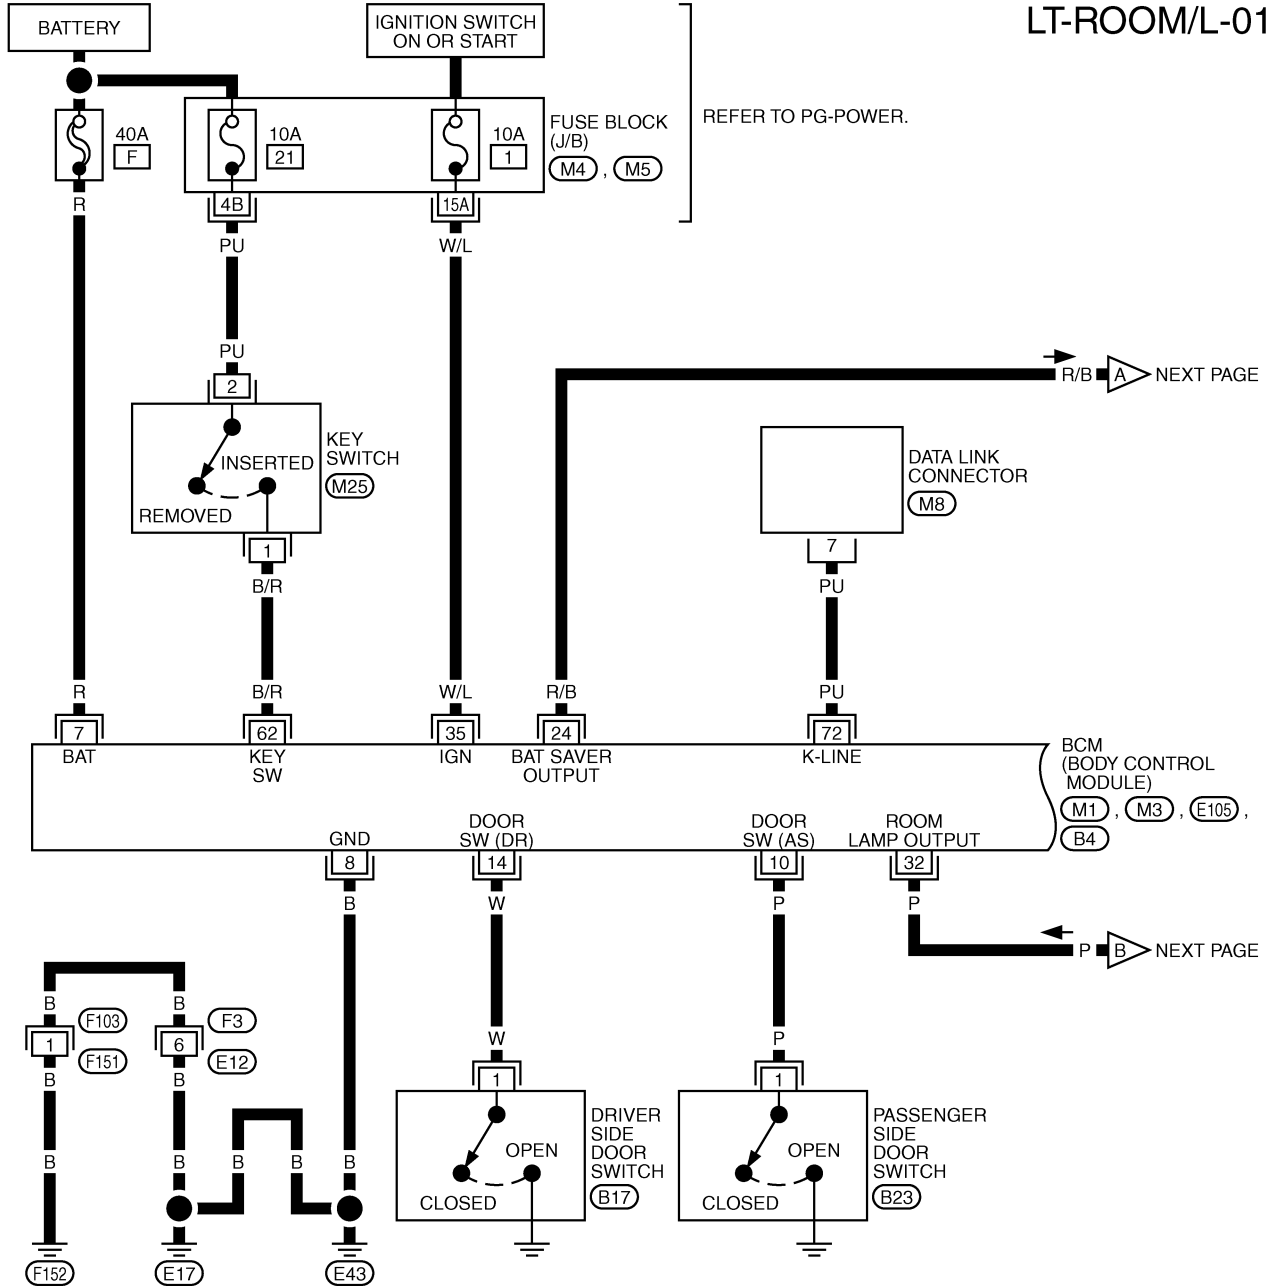 LT-ROOM/L-01
BATTERY
IGNITION SWITCH
ON OR START
40A
F
10A
21
10A
1
FUSE BLOCK
(J/B)
M4 , M5
REFER TO PG-POWER.
R
4B
15A
PU
W/L
PU
2
R/B
A
NEXT PAGE
KEY
SWITCH
M25
INSERTED
REMOVED
DATA LINK
CONNECTOR
M8
1
7
B/R
PU
R
B/R
W/L
R/B
PU
7
62
35
24
72
BAT
KEY
SW
IGN
BAT SAVER
OUTPUT
K-LINE
BCM
(BODY CONTROL
MODULE)
M1 , M3 , E105 ,
B4
GND
DOOR
SW (DR)
DOOR
SW (AS)
ROOM
LAMP OUTPUT
8
14
10
32
B
W
P
P
P
B
NEXT PAGE
B
B
F103
F3
1
6
F151
E12
B
B
W
P
1
1
DRIVER
SIDE
DOOR
SWITCH
B17
OPEN
CLOSED
PASSENGER
SIDE
DOOR
SWITCH
B23
OPEN
CLOSED
B
B
B
B
B
F152
E17
E43